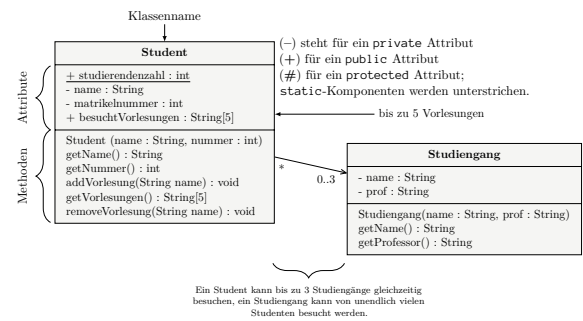 Klassenname
Student
+ studierendenzahl : int
- name : String
- matrikelnummer : int
+ besuchtVorlesungen : String[5]
Student (name : String, nummer : int)
getName() : String
getNummer() : int
addVorlesung(String name) : void
getVorlesungen() : String[5]
removeVorlesung(String name) : void
Attribute
Methoden
(–) steht für ein private Attribut
(+) für ein public Attribut
(#) für ein protected Attribut;
static-Komponenten werden unterstrichen.
bis zu 5 Vorlesungen
*
0..3
Studiengang
- name : String
- prof : String
Studiengang(name : String, prof : String)
getName() : String
getProfessor() : String
Ein Student kann bis zu 3 Studiengänge gleichzeitig
besuchen, ein Studiengang kann von unendlich vielen
Studenten besucht werden.